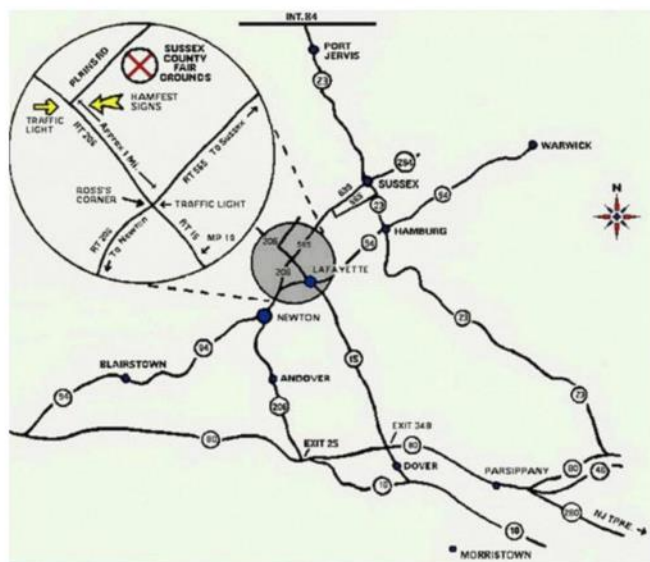 INT. 84
PORT
JERVIS
23
PLAINS RD
SUSSEX
COUNTY
FAIR
GROUNDS
HAMFEST
SIGNS
TRAFFIC
LIGHT
RT 206
Approx 1 Mi.
RT 565 To Sussex
ROSS'S
CORNER
TRAFFIC LIGHT
RT 206
To Newton
RT 15
MP 19
284
WARWICK
SUSSEX
565
23
94
HAMBURG
N
206
565
94
206
LAFAYETTE
NEWTON
23
94
BLAIRSTOWN
15
ANDOVER
94
206
23
EXIT 34B
80
EXIT 25
80
DOVER
PARSIPPANY
80
10
280
NJ TPKE.
10
MORRISTOWN